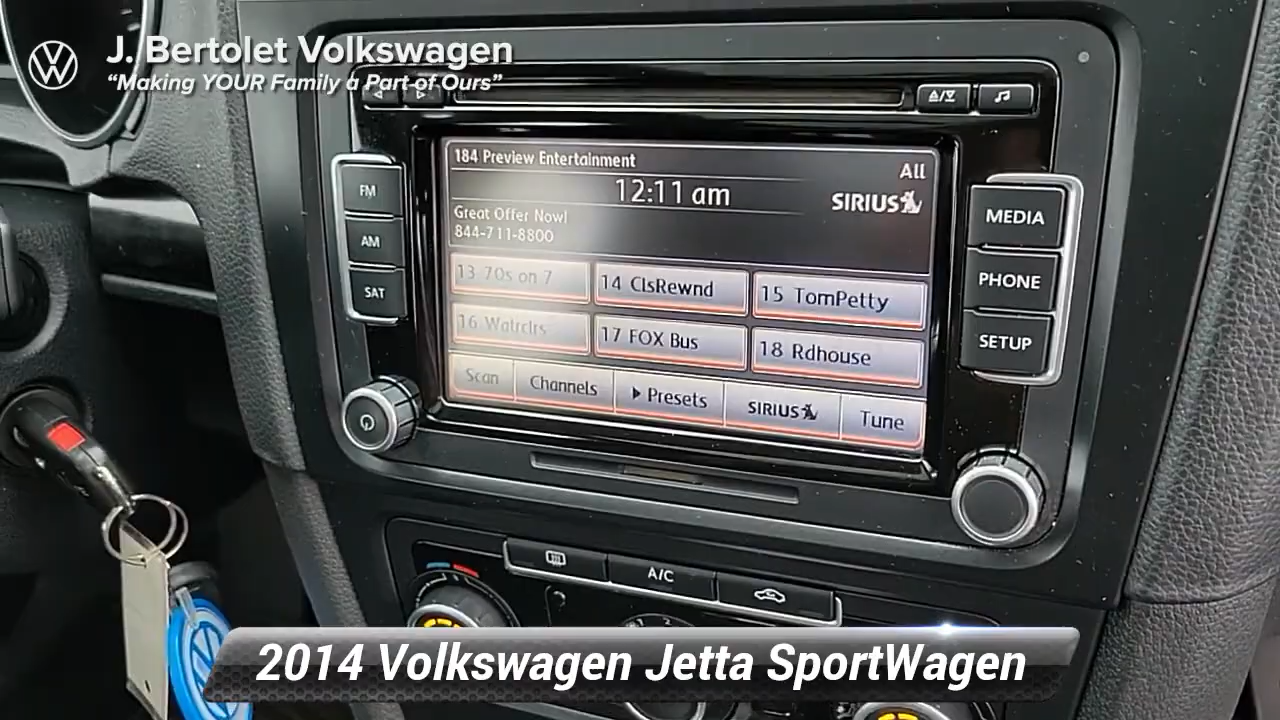 J. Bertolet Volkswagen
“Making YOUR Family a Part of Ours”
184 Preview Entertainment
All
12:11 am
SIRIUS
Great Offer Now!
844-711-8800
FM
AM
SAT
MEDIA
PHONE
SETUP
13 70s on 7
14 ClsRewnd
15 TomPetty
16 Watrclrs
17 FOX Bus
18 Rdhouse
Scan
Channels
Presets
SIRIUS
Tune
A/C
2014 Volkswagen Jetta SportWagen